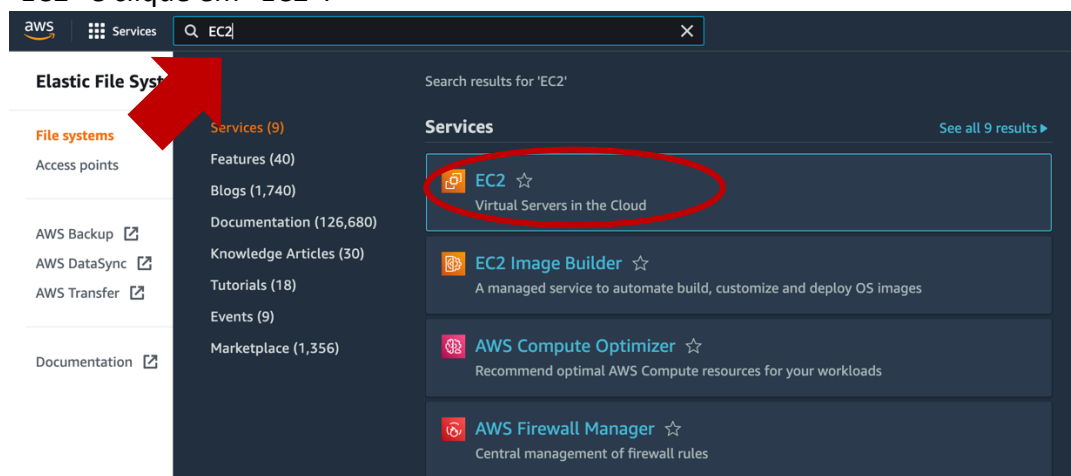 "EC2" e clique em "EC2".
aws
Services
EC2
Elastic File Syst
File systems
Access points
AWS Backup
AWS DataSync
AWS Transfer
Documentation
Services (9)
Features (40)
Blogs (1,740)
Documentation (126,680)
Knowledge Articles (30)
Tutorials (18)
Events (9)
Marketplace (1,356)
Search results for 'EC2'
Services
See all 9 results
EC2
Virtual Servers in the Cloud
EC2 Image Builder
A managed service to automate build, customize and deploy OS images
AWS Compute Optimizer
Recommend optimal AWS Compute resources for your workloads
AWS Firewall Manager
Central management of firewall rules